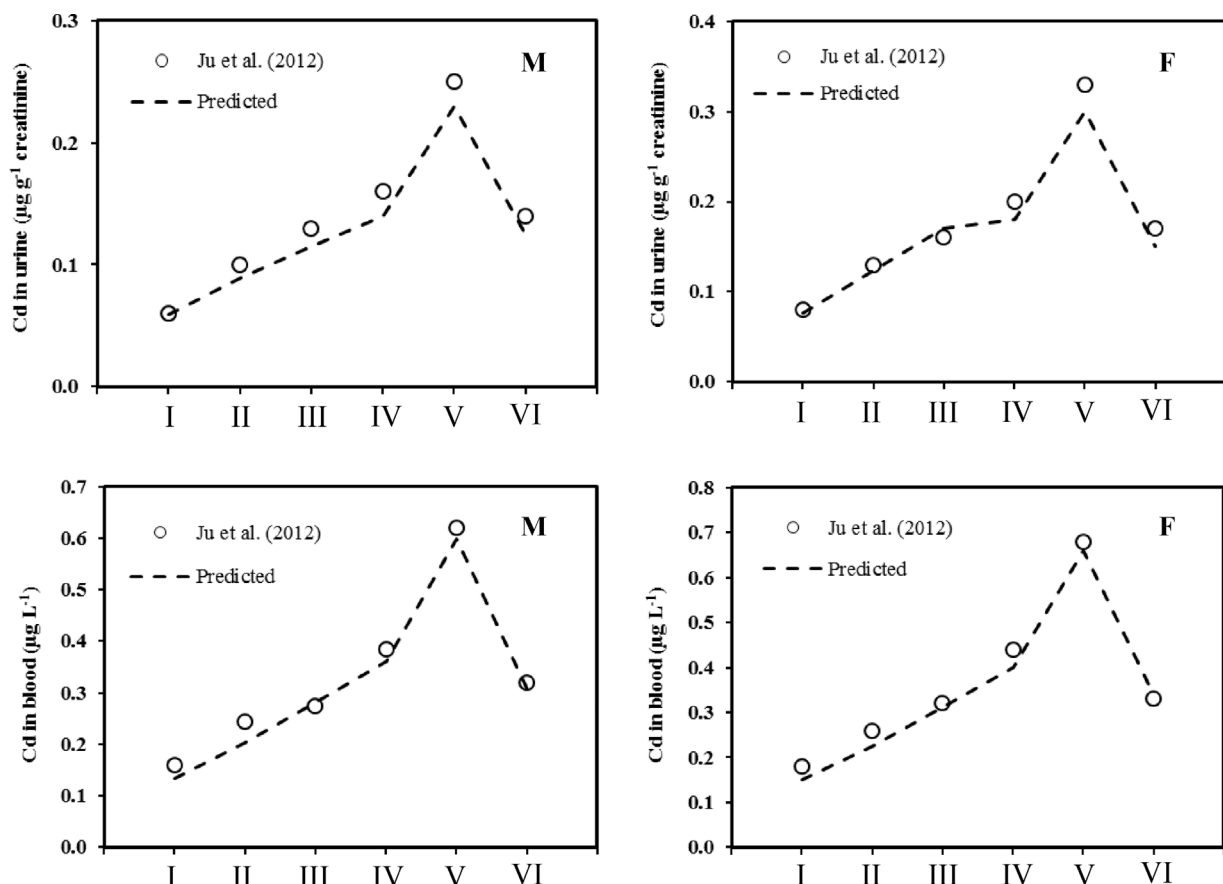 Cd in urine (µg g⁻¹ creatinine)
0.3
0.2
0.1
0.0
Ju et al. (2012)
Predicted
M
I II III IV V VI
Cd in urine (µg g⁻¹ creatinine)
0.4
0.3
0.2
0.1
0.0
Ju et al. (2012)
Predicted
F
I II III IV V VI
Cd in blood (µg L⁻¹)
0.7
0.6
0.5
0.4
0.3
0.2
0.1
0.0
Ju et al. (2012)
Predicted
M
I II III IV V VI
Cd in blood (µg L⁻¹)
0.8
0.7
0.6
0.5
0.4
0.3
0.2
0.1
0.0
Ju et al. (2012)
Predicted
F
I II III IV V VI